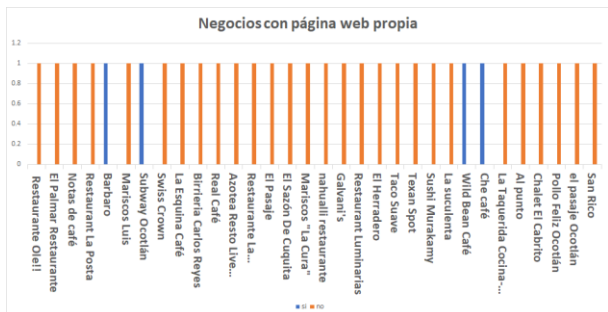 Negocios con página web propia
1.2
1
0.8
0.6
0.4
0.2
0
Restaurante Ole!!
El Palmar Restaurante
Notas de café
Restaurant La Posta
Barbaro
Mariscos Luis
Subway Ocotlán
Swiss Crown
La Esquina Café
Birrieria Carlos Reyes
Real Café
Azotea Resto Live...
Restaurante La...
El Pasaje
El Sazón De Cuquita
Mariscos "La Cura"
nahuali restaurante
Galvani's
Restaurant Luminarias
El Herradero
Taco Suave
Texan Spot
Sushi Murakamy
La suculenta
Wild Bean Café
Che café
La Taquerida Cocina-...
Al punto
Chalet El Cabrito
Pollo Feliz Ocotlán
el pasaje Ocotlán
San Rico
si no